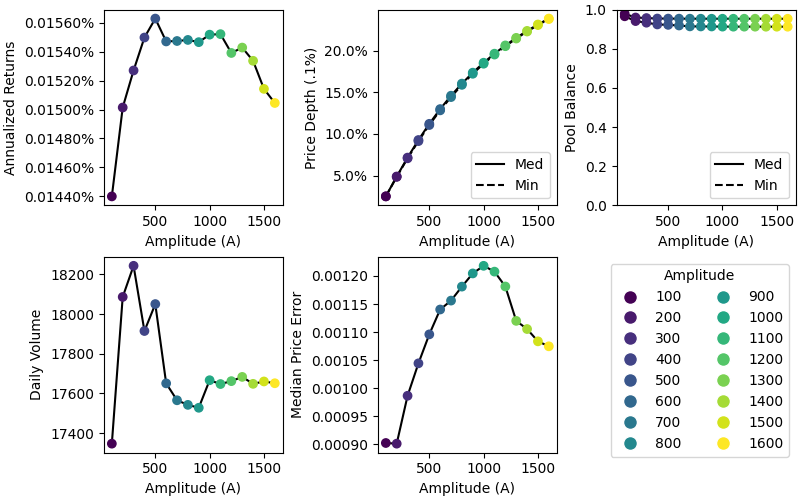 Annualized Returns
0.01560%
0.01540%
0.01520%
0.01500%
0.01480%
0.01460%
0.01440%
500 1000 1500
Amplitude (A)
Price Depth (.1%)
20.0%
15.0%
10.0%
5.0%
Med
Min
500 1000 1500
Amplitude (A)
Pool Balance
1.0
0.8
0.6
0.4
0.2
0.0
Med
Min
500 1000 1500
Amplitude (A)
Daily Volume
18200
18000
17800
17600
17400
500 1000 1500
Amplitude (A)
Median Price Error
0.00120
0.00115
0.00110
0.00105
0.00100
0.00095
0.00090
500 1000 1500
Amplitude (A)
Amplitude
100 900
200 1000
300 1100
400 1200
500 1300
600 1400
700 1500
800 1600